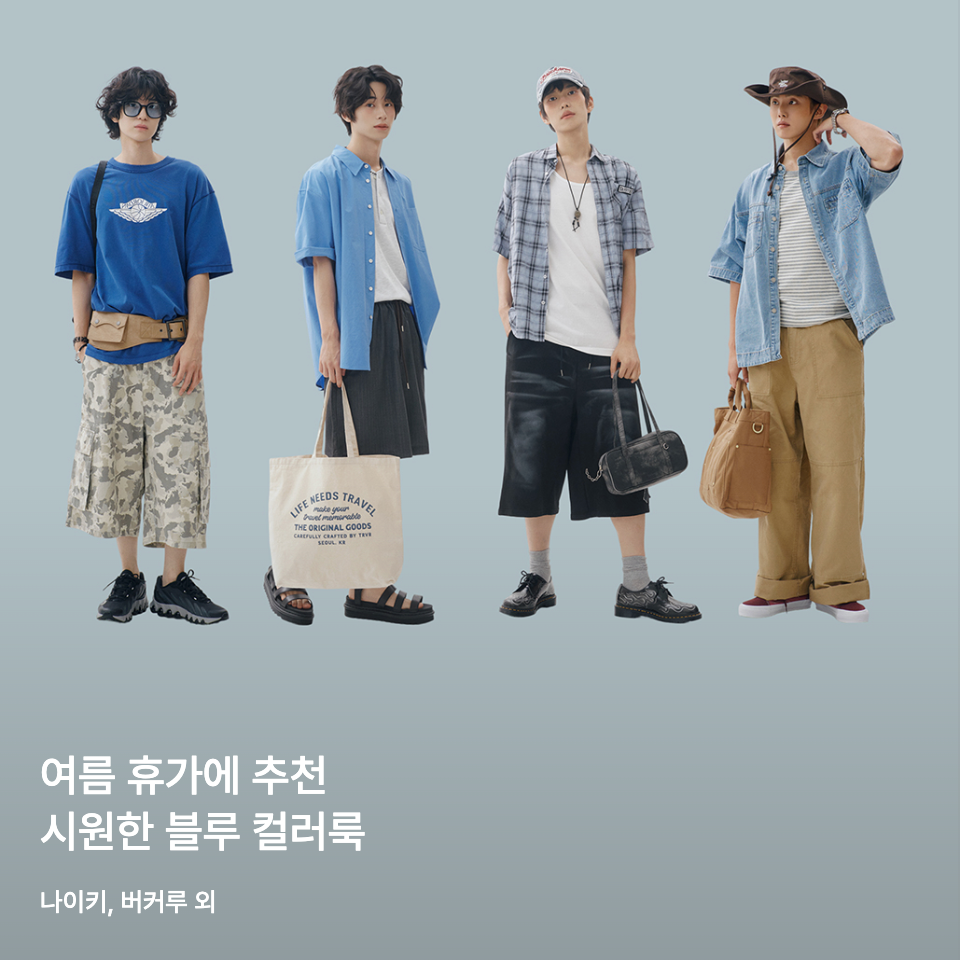 LIFE NEEDS TRAVEL
make your
travel memorable
THE ORIGINAL GOODS
CAREFULLY CRAFTED BY TRVR
SEOUL, KR
여름 휴가에 추천
시원한 블루 컬러룩
나이키, 버커루 외